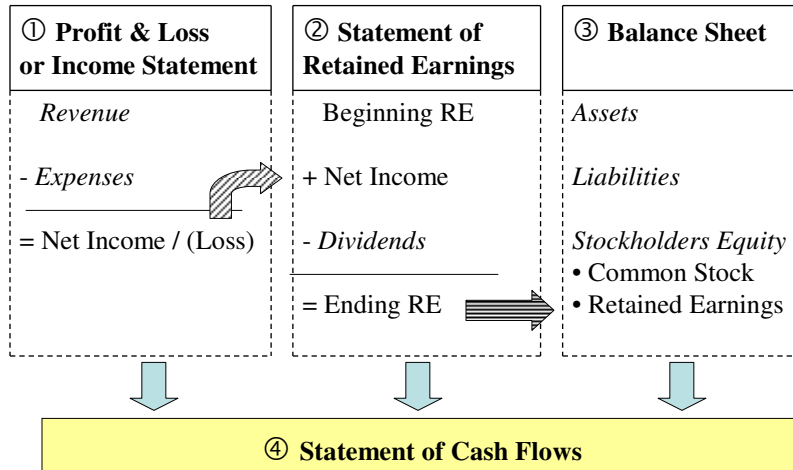 ① Profit & Loss
or Income Statement
Revenue
- Expenses
= Net Income / (Loss)
② Statement of
Retained Earnings
Beginning RE
+ Net Income
- Dividends
= Ending RE
③ Balance Sheet
Assets
Liabilities
Stockholders Equity
• Common Stock
• Retained Earnings
④ Statement of Cash Flows